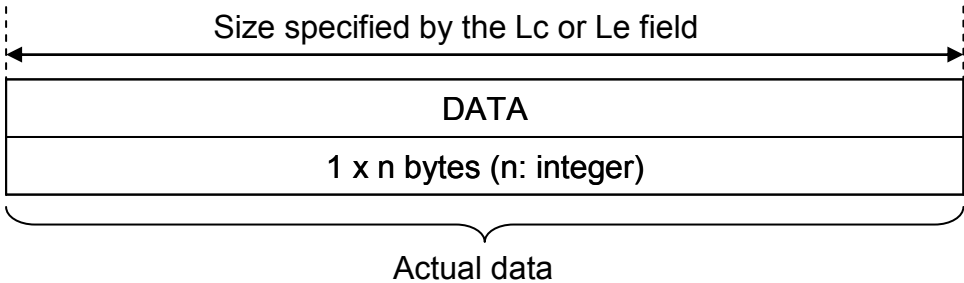 Size specified by the Lc or Le field
DATA
1 x n bytes (n: integer)
Actual data